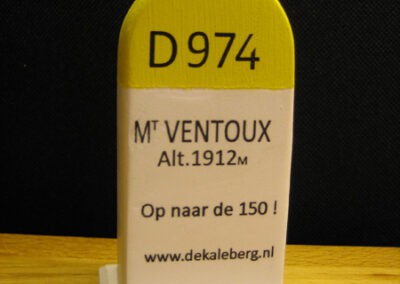 D 974
MT VENTOUX
Alt.1912M
Op naar de 150 !
www.dekaleberg.nl